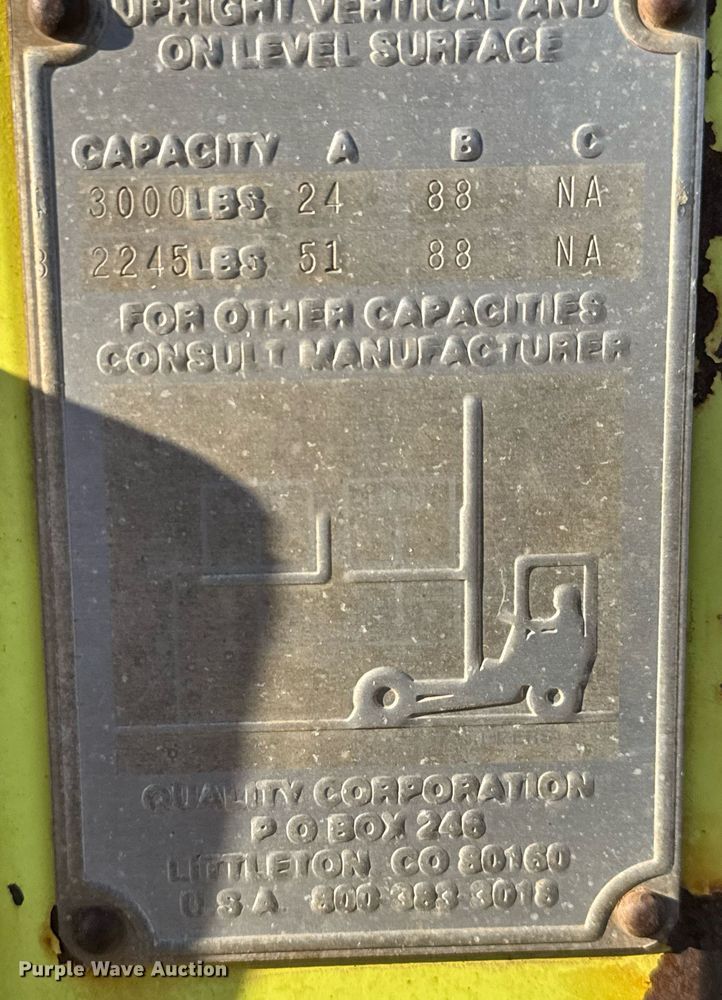 UPRIGHT VERTICAL AND
ON LEVEL SURFACE
CAPACITY A B C
3000LBS 24 88 NA
B 2245LBS 51 88 NA
FOR OTHER CAPACITIES
CONSULT MANUFACTURER
QUALITY CORPORATION
P O BOX 246
LITTLETON CO 80160
U S A 800 383 3018
Purple Wave Auction